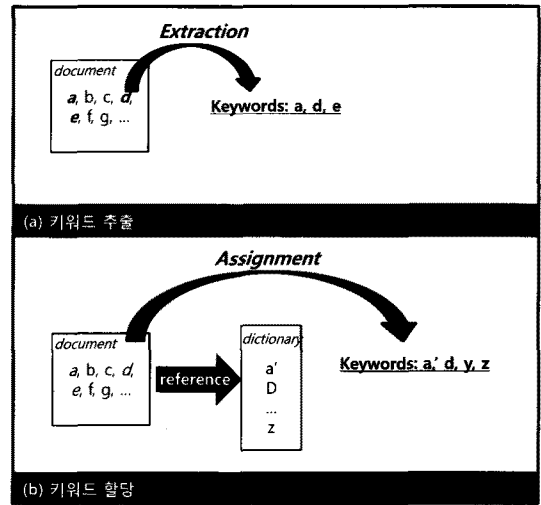 Extraction
document
a, b, c, d,
e, f, g, ...
Keywords: a, d, e
(a) 키워드 추출
Assignment
document
a, b, c, d,
e, f, g, ...
reference
dictionary
a'
D
...
z
Keywords: a,' d, y, z
(b) 키워드 할당